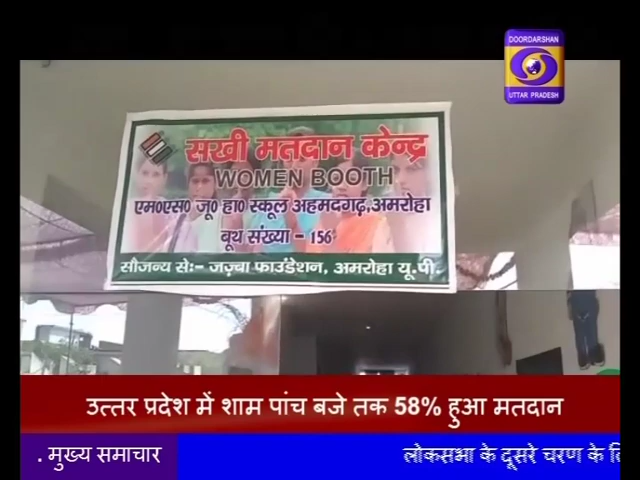 DOORDARSHAN
UTTAR PRADESH
सखी मतदान केन्द्र
WOMEN BOOTH
एम०एस० जू० हा० स्कूल अहमदगढ़,अमरोहा
बूथ संख्या - 156
सौजन्य से:- जज़्बा फाउंडेशन, अमरोहा यू.पी.
उत्तर प्रदेश में शाम पांच बजे तक 58% हुआ मतदान
. मुख्य समाचार
लोकसभा के दूसरे चरण के